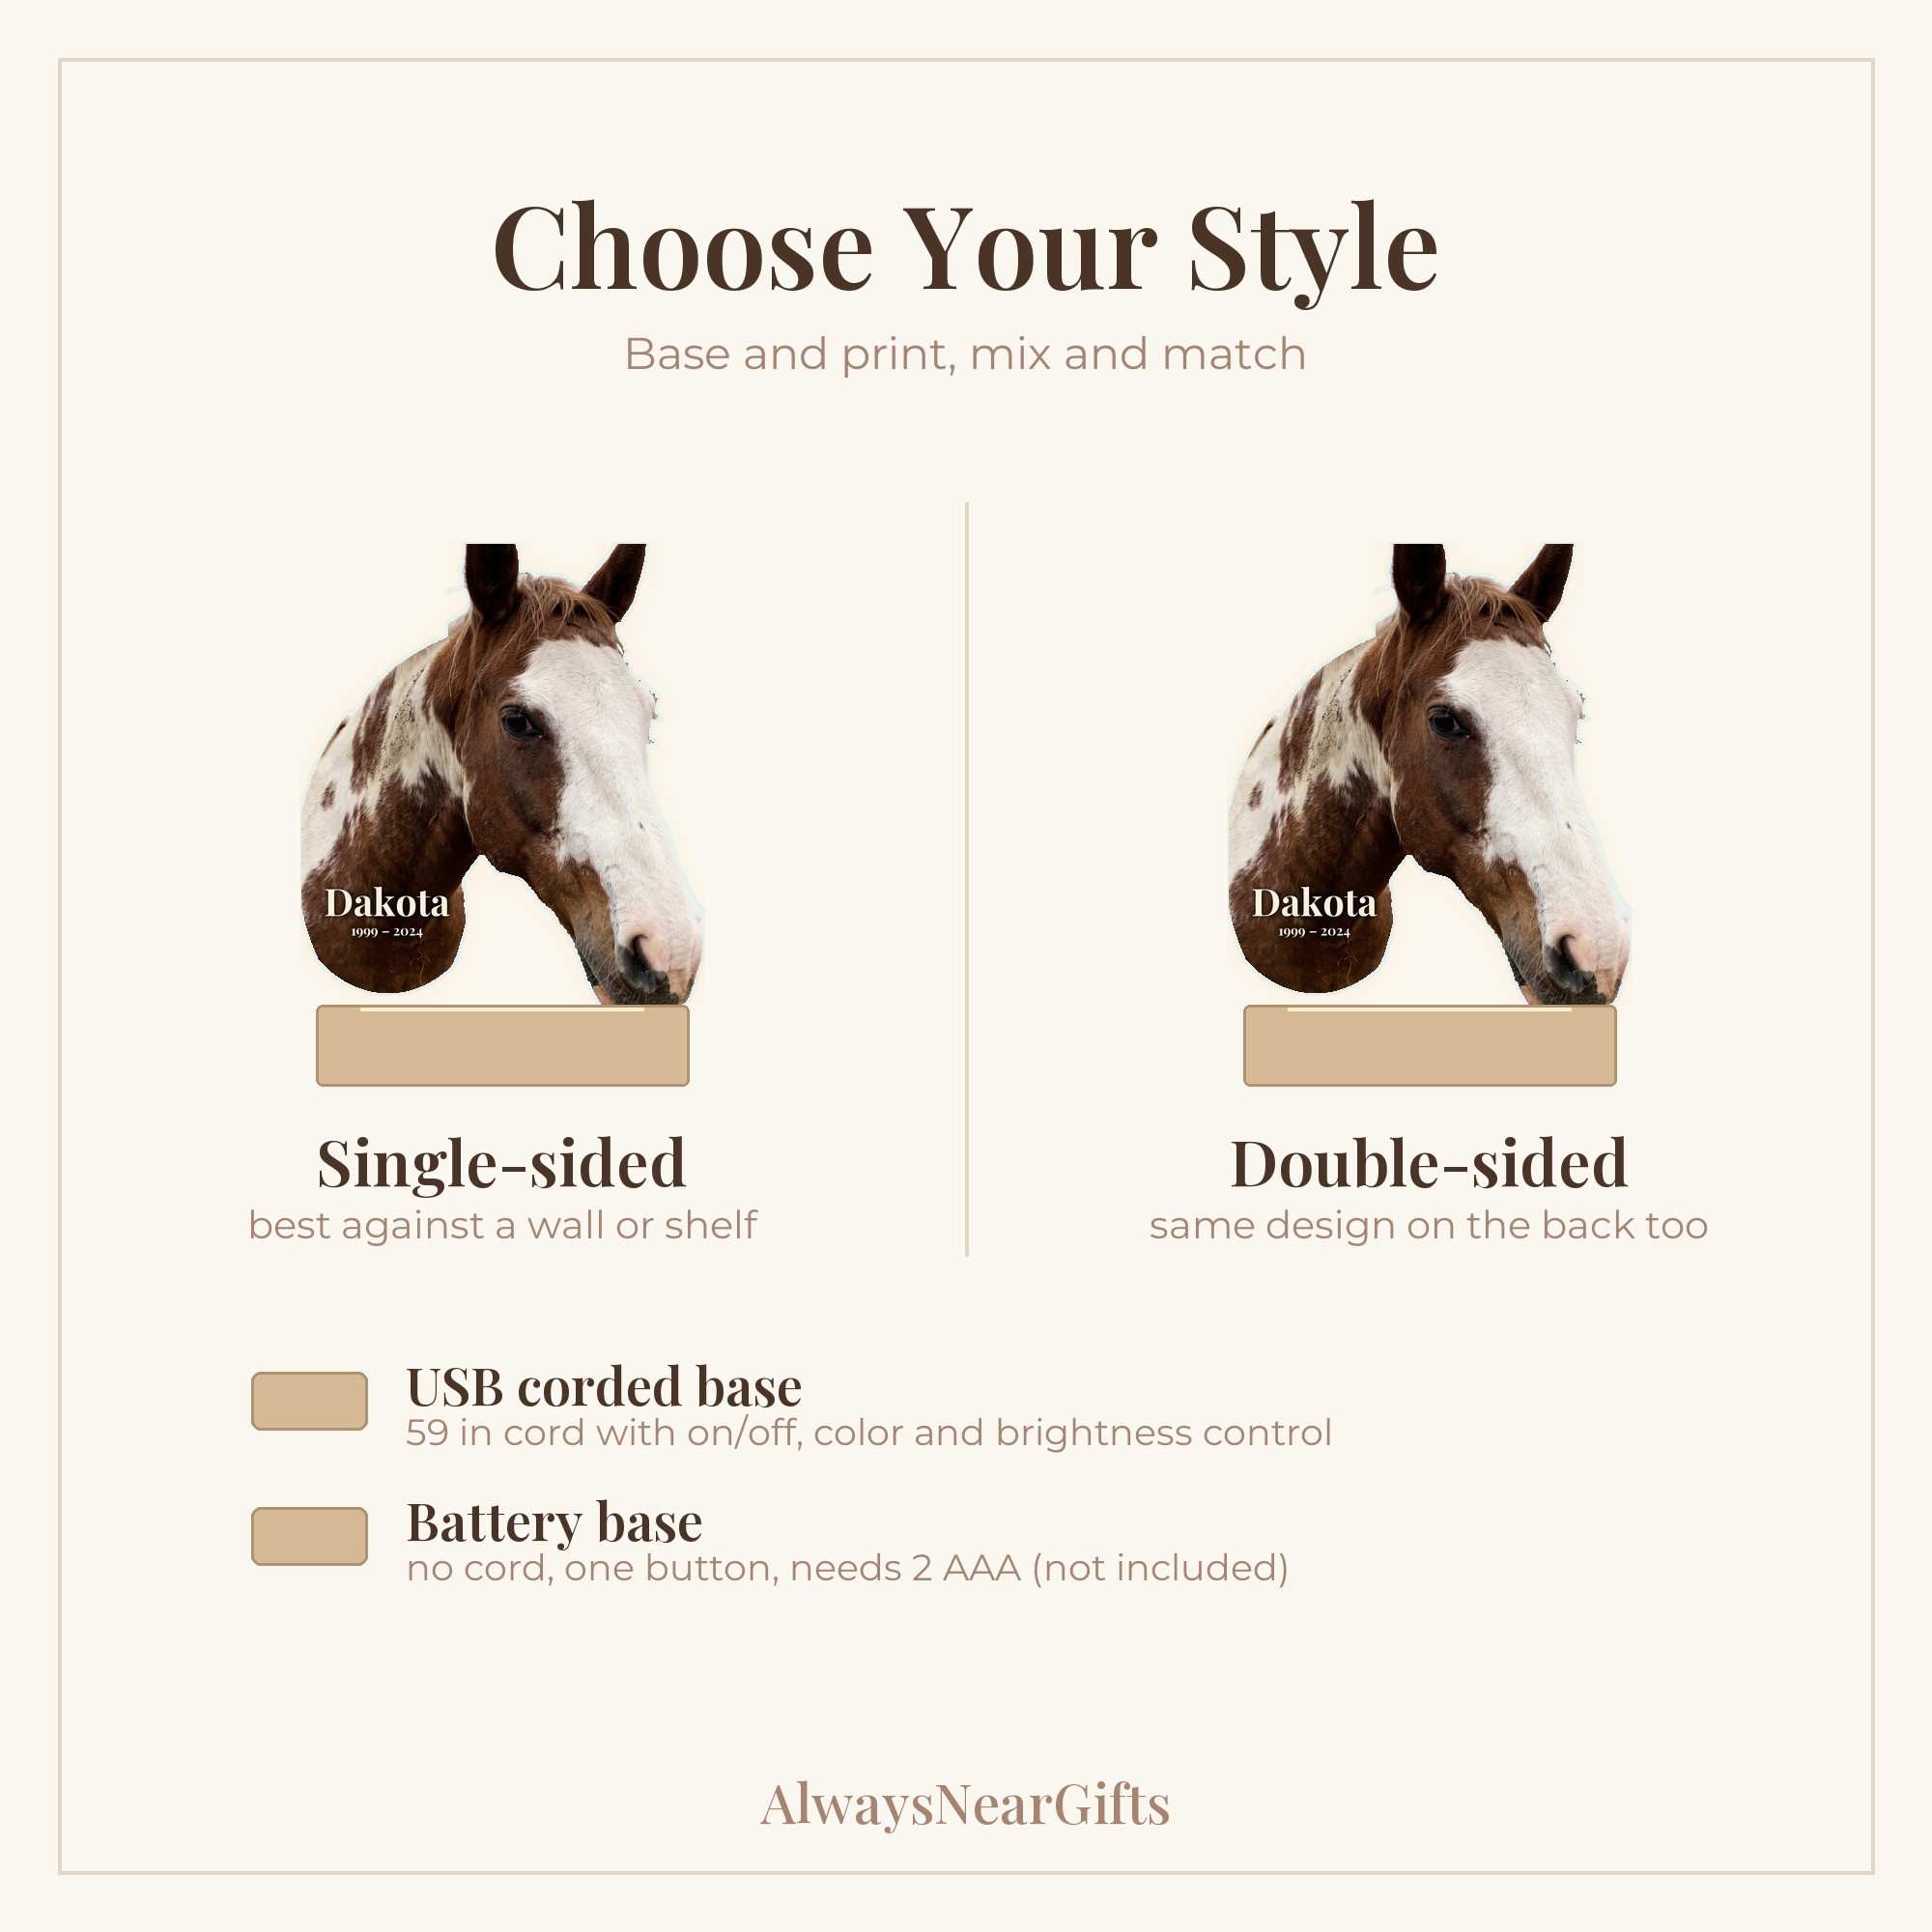 Choose Your Style
Base and print, mix and match
Dakota
1999 – 2024
Dakota
1999 – 2024
Single-sided
best against a wall or shelf
Double-sided
same design on the back too
USB corded base
59 in cord with on/off, color and brightness control
Battery base
no cord, one button, needs 2 AAA (not included)
AlwaysNearGifts